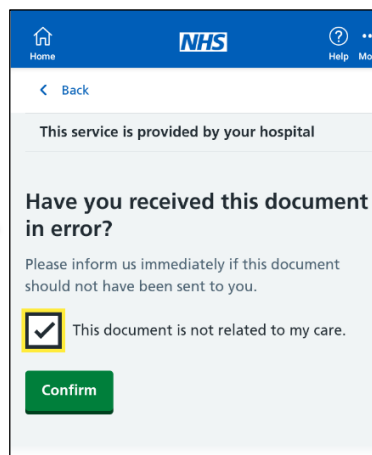 NHS
Home
Help
Back
This service is provided by your hospital
Have you received this document
in error?
Please inform us immediately if this document
should not have been sent to you.
This document is not related to my care.
Confirm